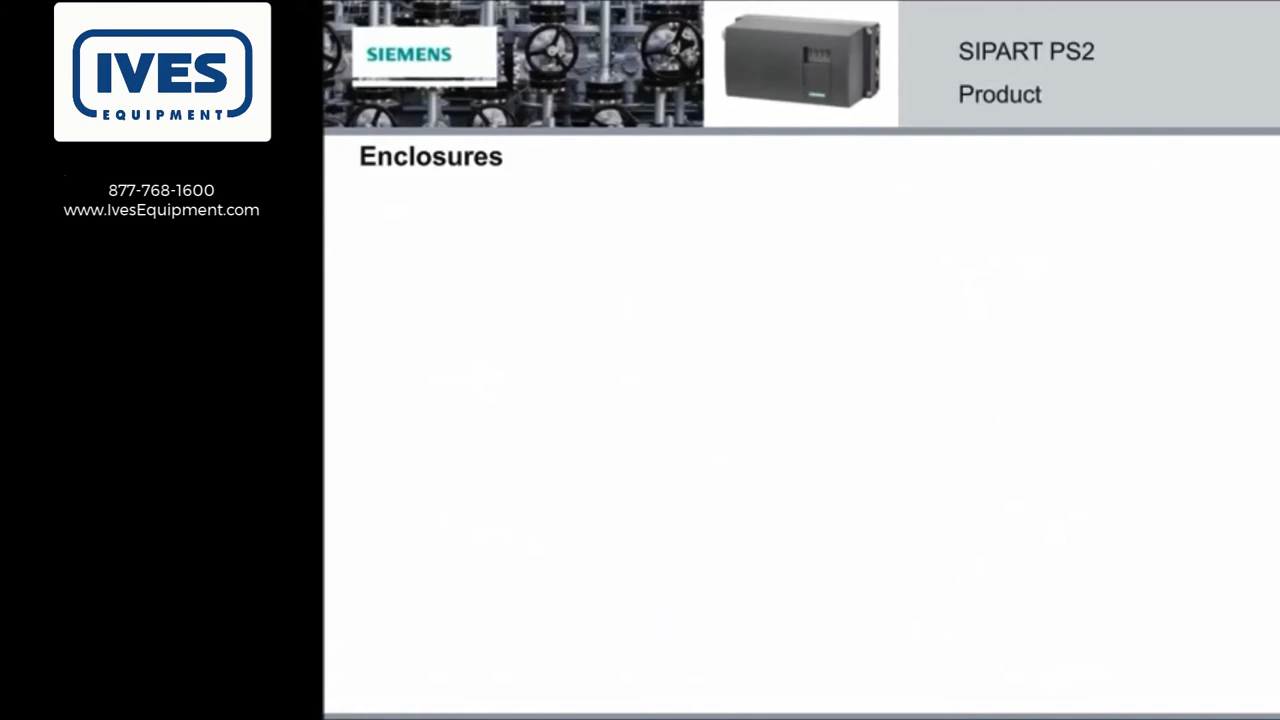 IVES
EQUIPMENT
877-768-1600
www.IvesEquipment.com
SIEMENS
SIPART PS2
Product
Enclosures